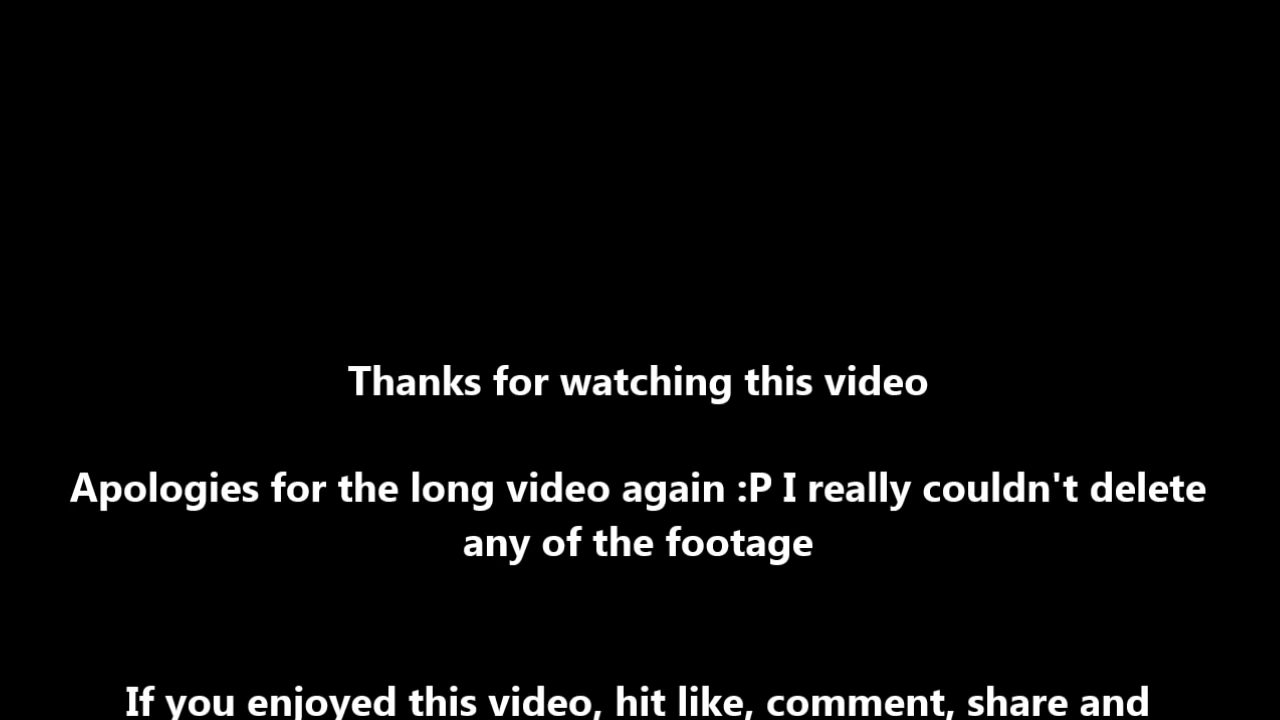 Thanks for watching this video
Apologies for the long video again :P I really couldn't delete
any of the footage
If you enjoyed this video, hit like, comment, share and